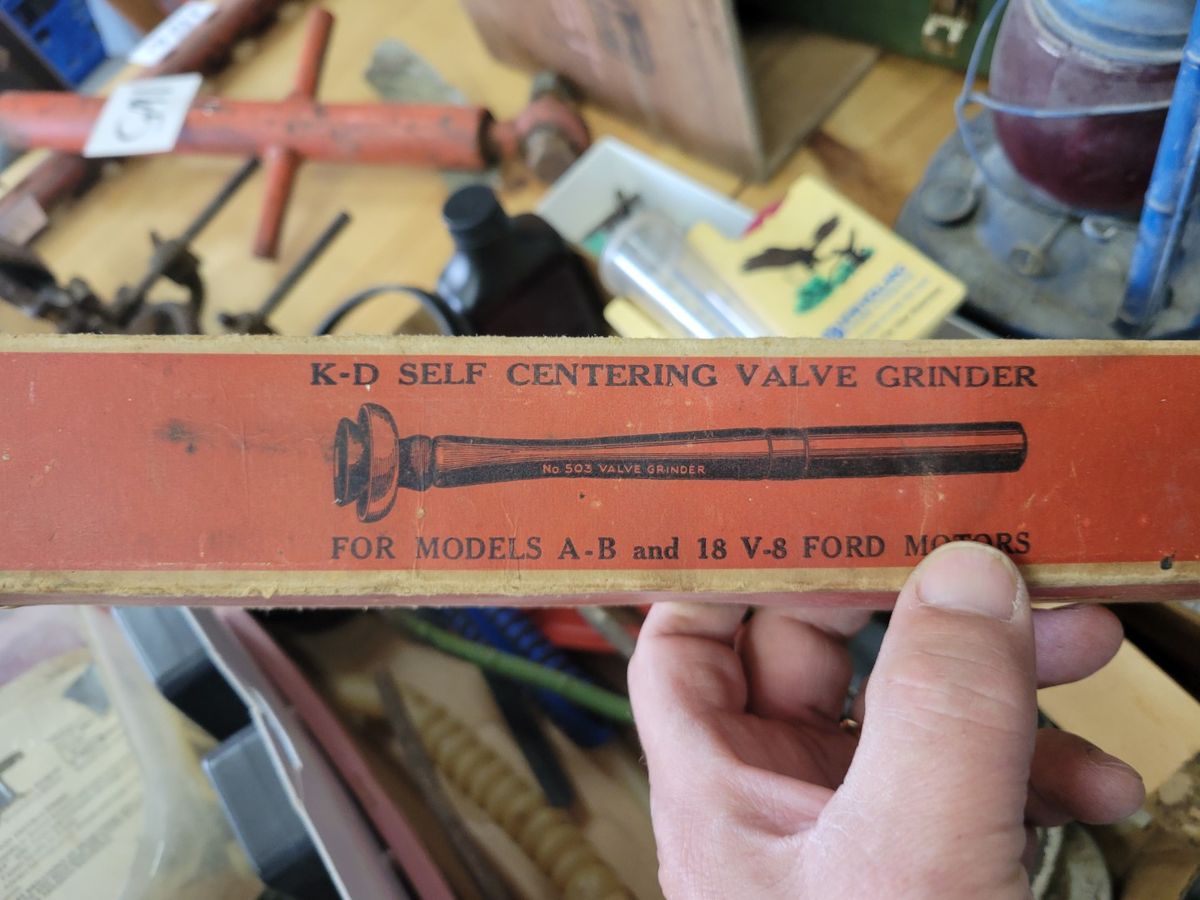 K-D SELF CENTERING VALVE GRINDER
No 503 VALVE GRINDER
FOR MODELS A-B and 18 V-8 FORD MOTORS